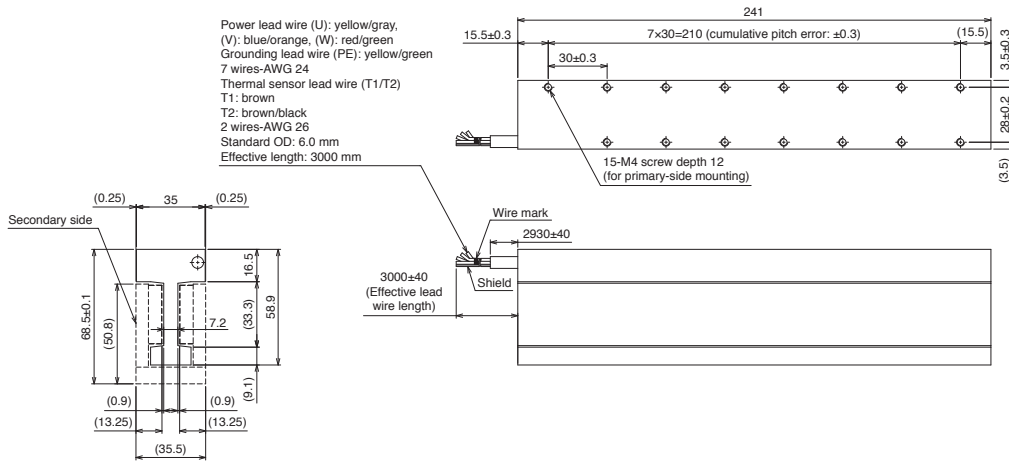 Power lead wire (U): yellow/gray,
(V): blue/orange, (W): red/green
Grounding lead wire (PE): yellow/green
7 wires-AWG 24
Thermal sensor lead wire (T1/T2)
T1: brown
T2: brown/black
2 wires-AWG 26
Standard OD: 6.0 mm
Effective length: 3000 mm
241
15.5±0.3
7×30=210 (cumulative pitch error: ±0.3)
(15.5)
30±0.3
3.5±0.3
28±0.2
(3.5)
15-M4 screw depth 12
(for primary-side mounting)
(0.25)
35
(0.25)
Secondary side
16.5
68.5±0.1
(50.8)
7.2
(33.3)
58.9
(9.1)
(0.9)
(0.9)
(13.25)
(13.25)
(35.5)
Wire mark
2930±40
Shield
3000±40
(Effective lead
wire length)